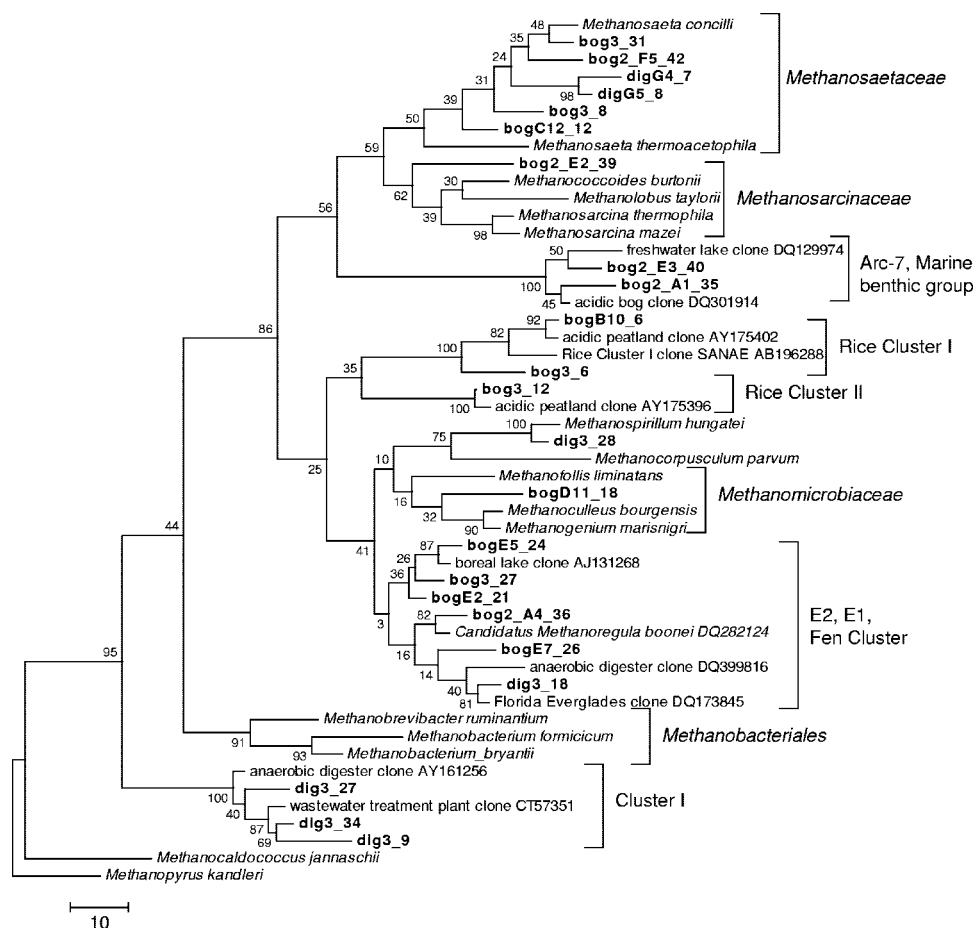 Methanosaeta concilli
48
bog3_31
35
bog2_F5_42
24
digG4_7
Methanosaetaceae
31
98
digG5_8
39
bog3_8
50
bogC12_12
59
Methanosaeta thermoacetophila
bog2_E2_39
62
30
Methanococcoides burtonii
Methanolobus taylorii
Methanosarcinaceae
56
39
Methanosarcina thermophila
98
Methanosarcina mazei
50
freshwater lake clone DQ129974
bog2_E3_40
Arc-7, Marine
benthic group
100
bog2_A1_35
45
acidic bog clone DQ301914
86
92
bogB10_6
82
acidic peatland clone AY175402
Rice Cluster I
100
Rice Cluster I clone SANAE AB196288
35
bog3_6
bog3_12
Rice Cluster II
100
acidic peatland clone AY175396
100
Methanospirillum hungatei
75
dig3_28
25
10
Methanocorpusculum parvum
Methanofollis liminatans
16
bogD11_18
Methanomicrobiaceae
32
Methanoculleus bourgensis
90
Methanogenium marisnigri
44
41
87
bogE5_24
26
boreal lake clone AJ131268
36
bog3_27
bogE2_21
3
82
bog2_A4_36
E2, E1,
Fen Cluster
Candidatus Methanoregula boonei DQ282124
16
bogE7_26
14
anaerobic digester clone DQ399816
95
40
dig3_18
81
Florida Everglades clone DQ173845
Methanobrevibacter ruminantium
91
Methanobacterium formicicum
Methanobacteriales
93
Methanobacterium_bryantii
anaerobic digester clone AY161256
100
dig3_27
40
wastewater treatment plant clone CT57351
Cluster I
87
dig3_34
69
dig3_9
Methanocaldococcus jannaschii
Methanopyrus kandleri
10